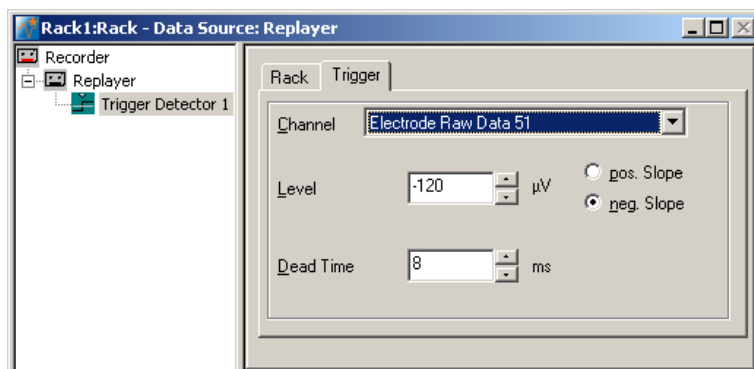 Rack1:Rack - Data Source: Replayer
Recorder
Replayer
Trigger Detector 1
Rack Trigger
Channel Electrode Raw Data 51
Level -120 µV pos. Slope
neg. Slope
Dead Time 8 ms